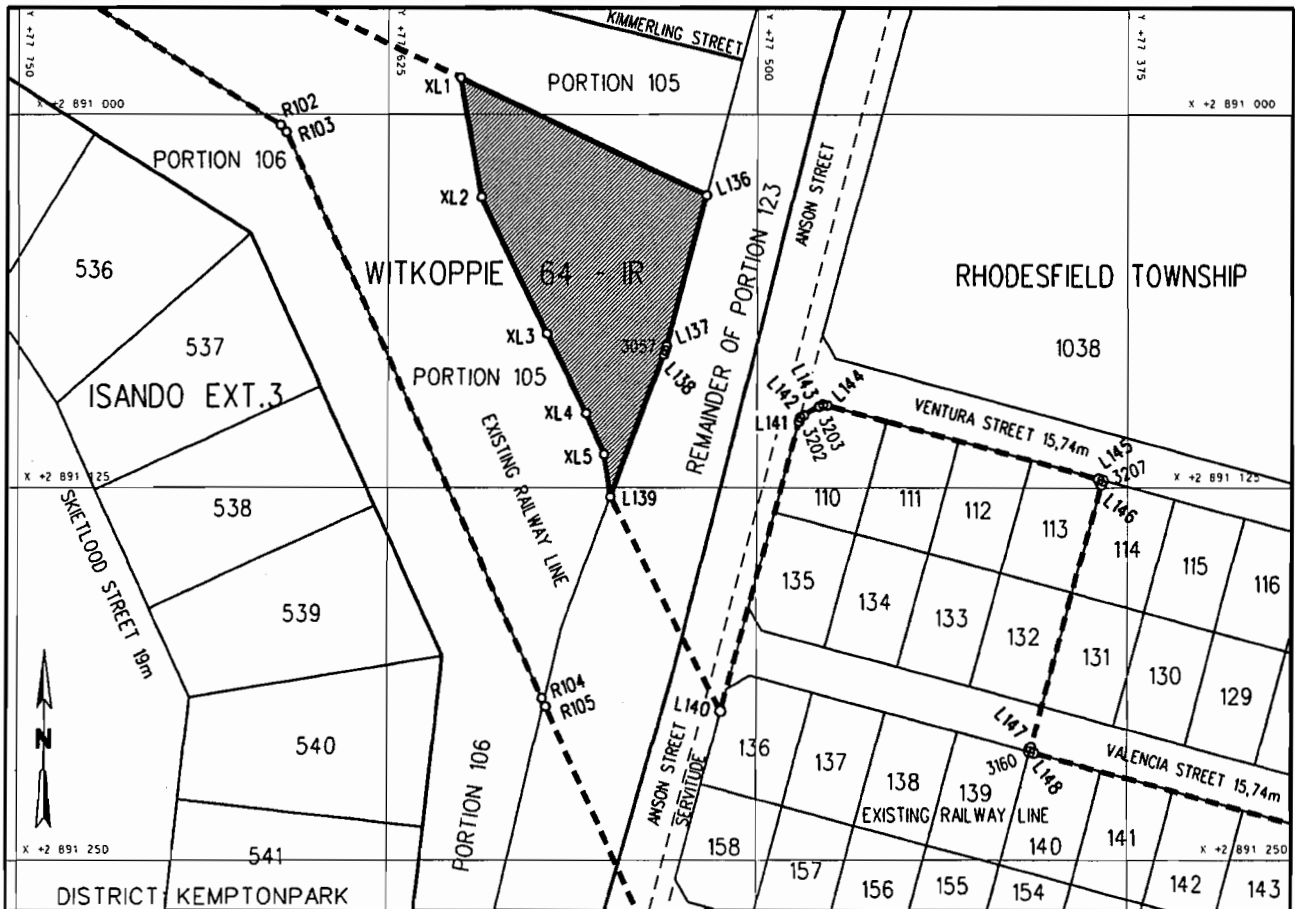 Y +77 750
Y +77 625
KIMMERLING STREET
Y +77 500
Y +77 375
XL1
PORTION 105
X +2 891 000
X +2 891 000
R102
R103
PORTION 106
XL2
L136
ANSON STREET
536
WITKOPPIE 64 - IR
REMAINDER OF PORTION 123
RHODESFIELD TOWNSHIP
537
XL3
3057
L137
L138
1038
ISANDO EXT.3
PORTION 105
XL4
L143
L144
L142
L141
3202
3203
VENTURA STREET 15,74m
EXISTING RAILWAY LINE
XL5
X +2 891 125
L145
3207
L146
X +2 891 125
L139
SKIETLOOD STREET 19m
538
110
111
112
113
114
115
116
539
135
134
133
132
131
130
129
R104
R105
L140
N
540
136
137
138
139
L147
3160
L148
VALENCIA STREET 15,74m
PORTION 106
ANSON STREET
SERVITUDE
EXISTING RAILWAY LINE
X +2 891 250
541
158
140
141
X +2 891 250
157
156
155
154
142
143
DISTRICT: KEMPTONPARK